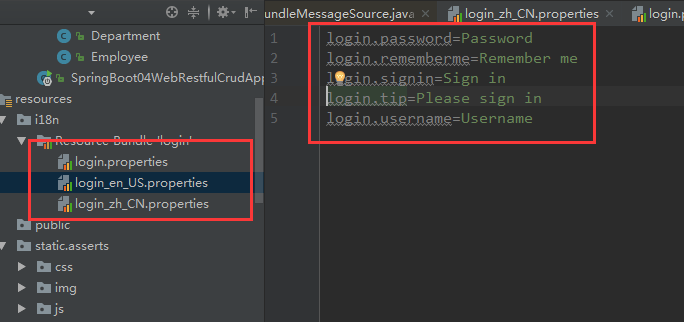 Department
Employee
SpringBoot04WebRestfulCrudApp
resources
i18n
Resource Bundle 'login'
login.properties
login_en_US.properties
login_zh_CN.properties
public
static.asserts
css
img
js
undleMessageSource.java
login_zh_CN.properties
login.p
1 login.password=Password
2 login.rememberme=Remember me
3 login.signin=Sign in
4 login.tip=Please sign in
5 login.username=Username